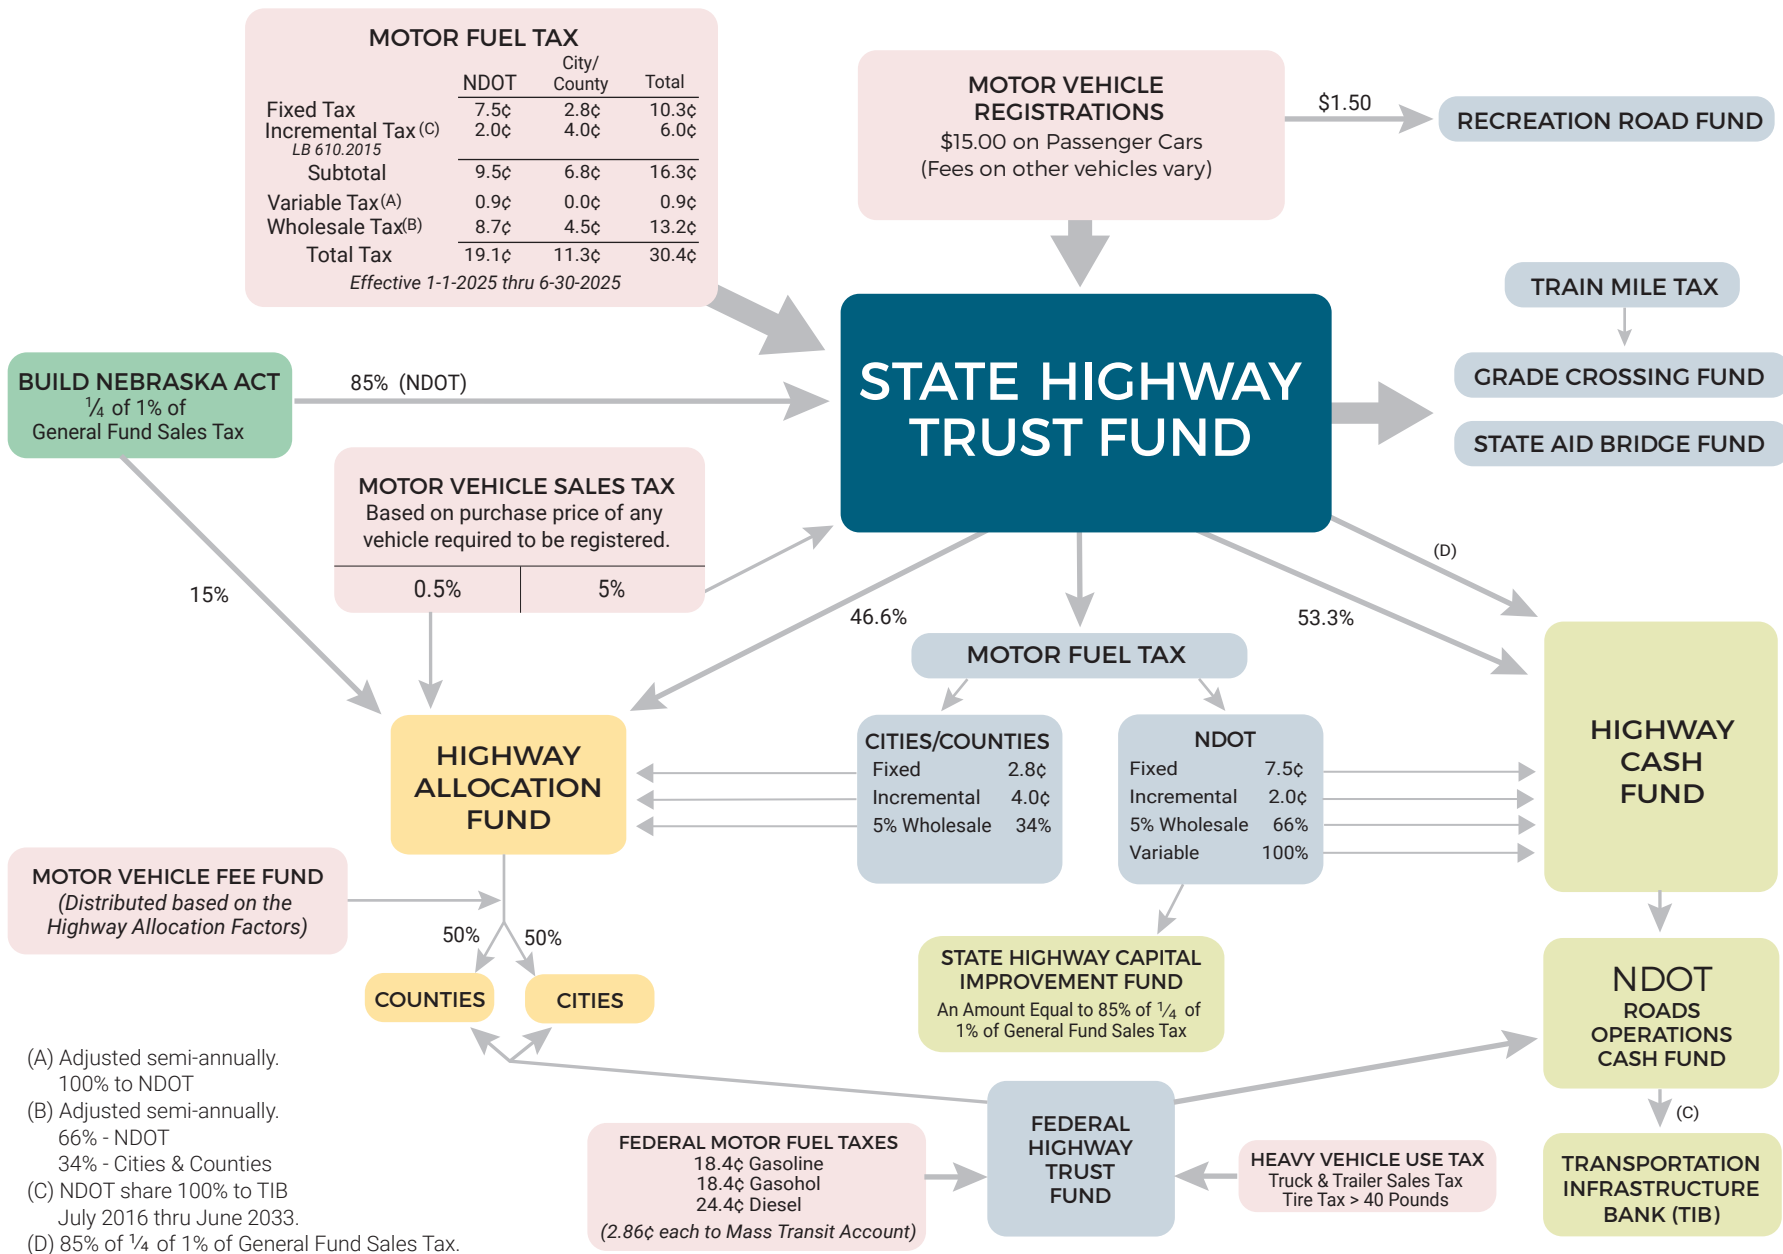 MOTOR FUEL TAX
NDOT City/County Total
Fixed Tax 7.5¢ 2.8¢ 10.3¢
Incremental Tax (C) 2.0¢ 4.0¢ 6.0¢
LB 610.2015
Subtotal 9.5¢ 6.8¢ 16.3¢
Variable Tax (A) 0.9¢ 0.0¢ 0.9¢
Wholesale Tax(B) 8.7¢ 4.5¢ 13.2¢
Total Tax 19.1¢ 11.3¢ 30.4¢
Effective 1-1-2025 thru 6-30-2025
MOTOR VEHICLE
REGISTRATIONS
$15.00 on Passenger Cars
(Fees on other vehicles vary)
$1.50
RECREATION ROAD FUND
TRAIN MILE TAX
GRADE CROSSING FUND
STATE AID BRIDGE FUND
STATE HIGHWAY
TRUST FUND
BUILD NEBRASKA ACT
¼ of 1% of
General Fund Sales Tax
85% (NDOT)
15%
MOTOR VEHICLE SALES TAX
Based on purchase price of any
vehicle required to be registered.
0.5% 5%
46.6%
53.3%
(D)
MOTOR FUEL TAX
HIGHWAY
ALLOCATION
FUND
CITIES/COUNTIES
Fixed 2.8¢
Incremental 4.0¢
5% Wholesale 34%
NDOT
Fixed 7.5¢
Incremental 2.0¢
5% Wholesale 66%
Variable 100%
HIGHWAY
CASH
FUND
MOTOR VEHICLE FEE FUND
(Distributed based on the
Highway Allocation Factors)
50% 50%
COUNTIES
CITIES
STATE HIGHWAY CAPITAL
IMPROVEMENT FUND
An Amount Equal to 85% of ¼ of
1% of General Fund Sales Tax
NDOT
ROADS
OPERATIONS
CASH FUND
(C)
TRANSPORTATION
INFRASTRUCTURE
BANK (TIB)
FEDERAL
HIGHWAY
TRUST
FUND
FEDERAL MOTOR FUEL TAXES
18.4¢ Gasoline
18.4¢ Gasohol
24.4¢ Diesel
(2.86¢ each to Mass Transit Account)
HEAVY VEHICLE USE TAX
Truck & Trailer Sales Tax
Tire Tax > 40 Pounds
(A) Adjusted semi-annually.
100% to NDOT
(B) Adjusted semi-annually.
66% - NDOT
34% - Cities & Counties
(C) NDOT share 100% to TIB
July 2016 thru June 2033.
(D) 85% of ¼ of 1% of General Fund Sales Tax.